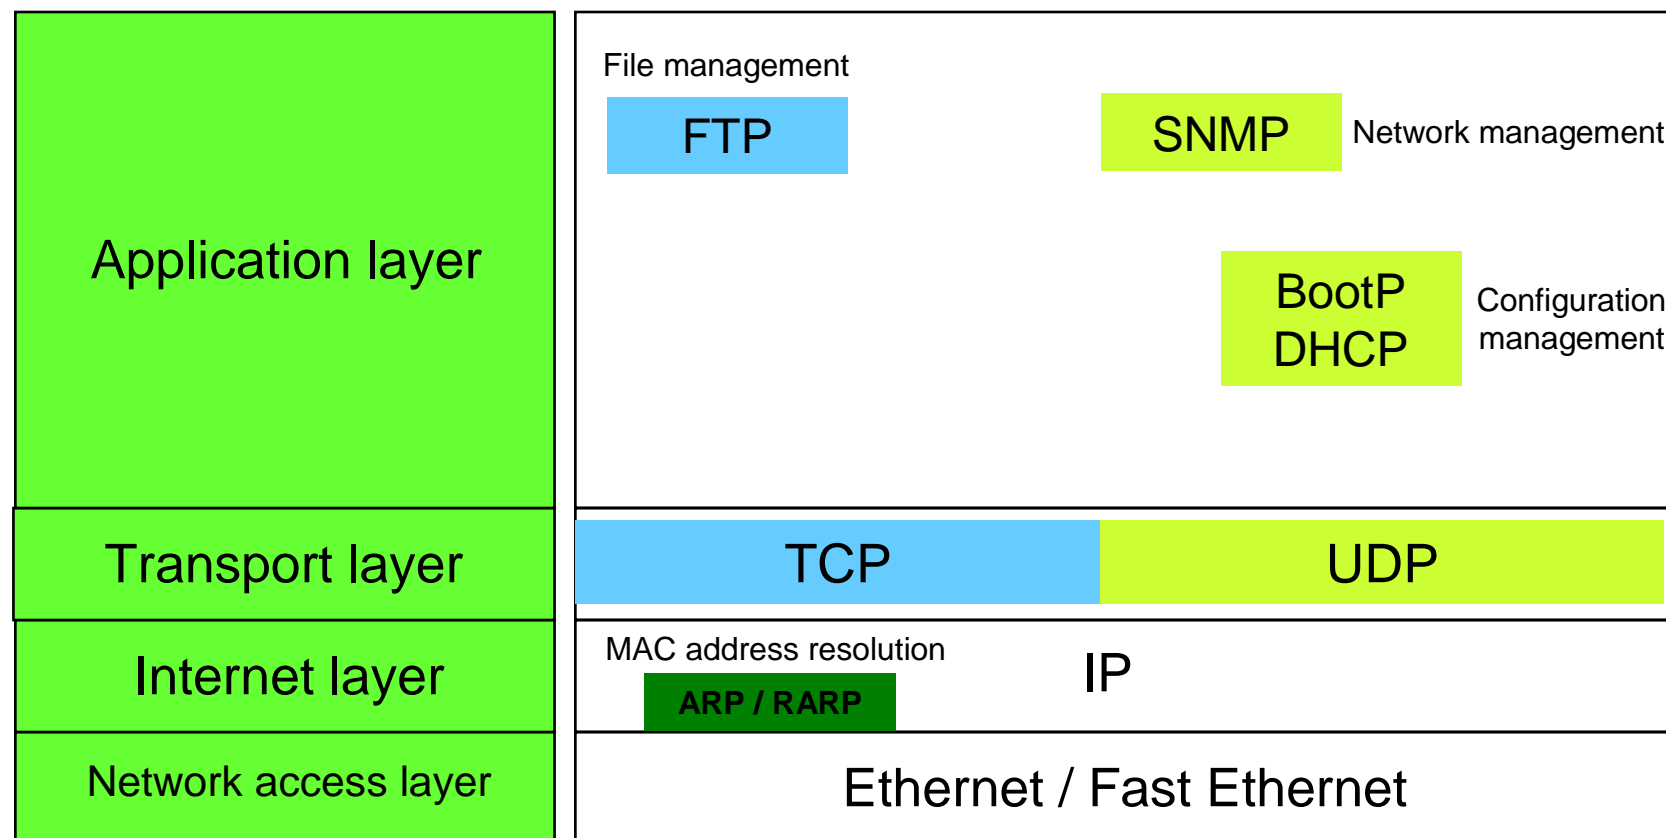 File management
FTP
SNMP
Network management
Application layer
BootP
DHCP
Configuration
management
Transport layer
TCP
UDP
MAC address resolution
Internet layer
IP
ARP / RARP
Network access layer
Ethernet / Fast Ethernet